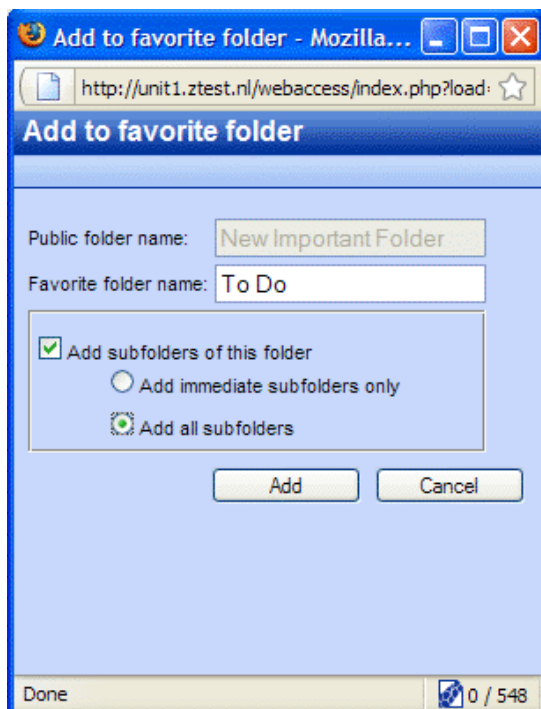 Add to favorite folder - Mozilla...
http://unit1.ztest.nl/webaccess/index.php?load=
Add to favorite folder
Public folder name: New Important Folder
Favorite folder name: To Do
Add subfolders of this folder
Add immediate subfolders only
Add all subfolders
Add Cancel
Done 0 / 548